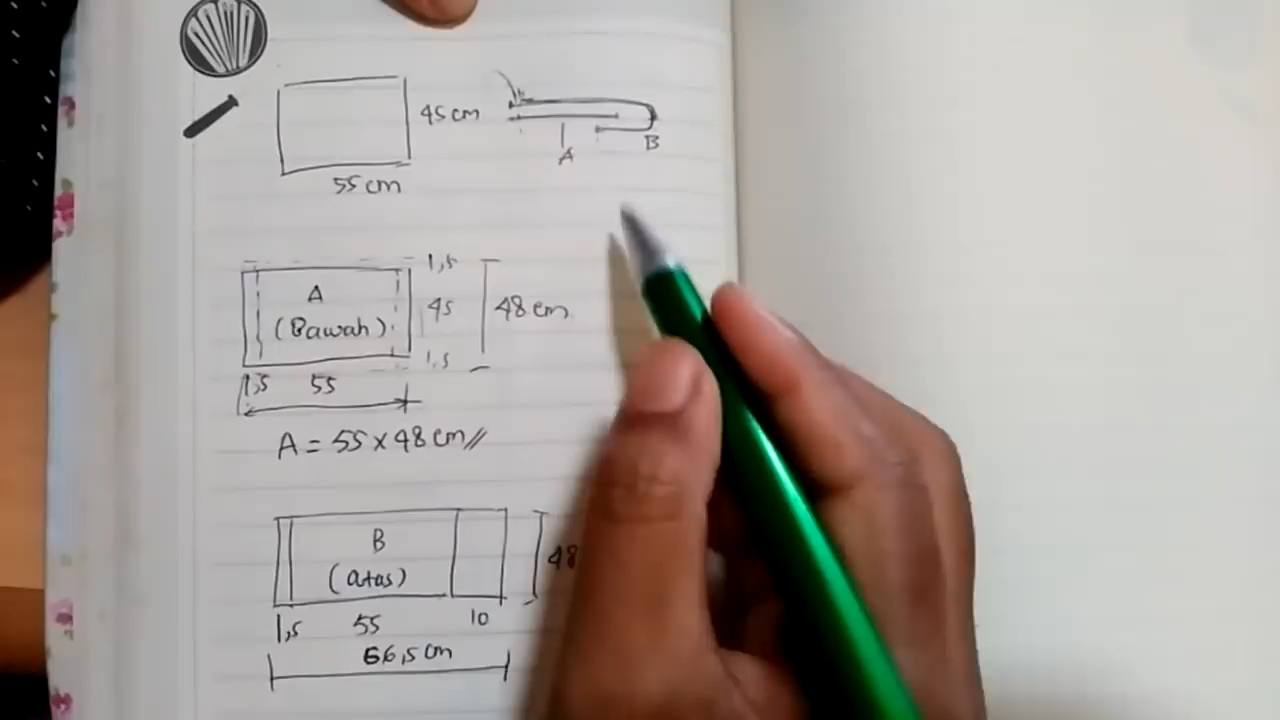 45 cm
55 cm
A
B
A
(Bawah)
1,5
45
1,5
48 cm
1,5 55
A = 55 x 48 cm //
B
(atas)
48
1,5 55 10
66,5 cm